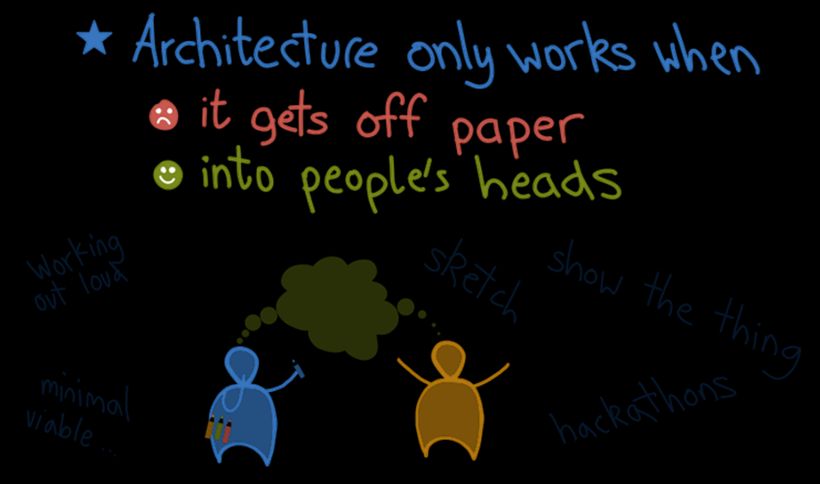 Architecture only works when
it gets off paper
into people's heads
working
out loud
sketch
show the thing
minimal
viable...
hackathons